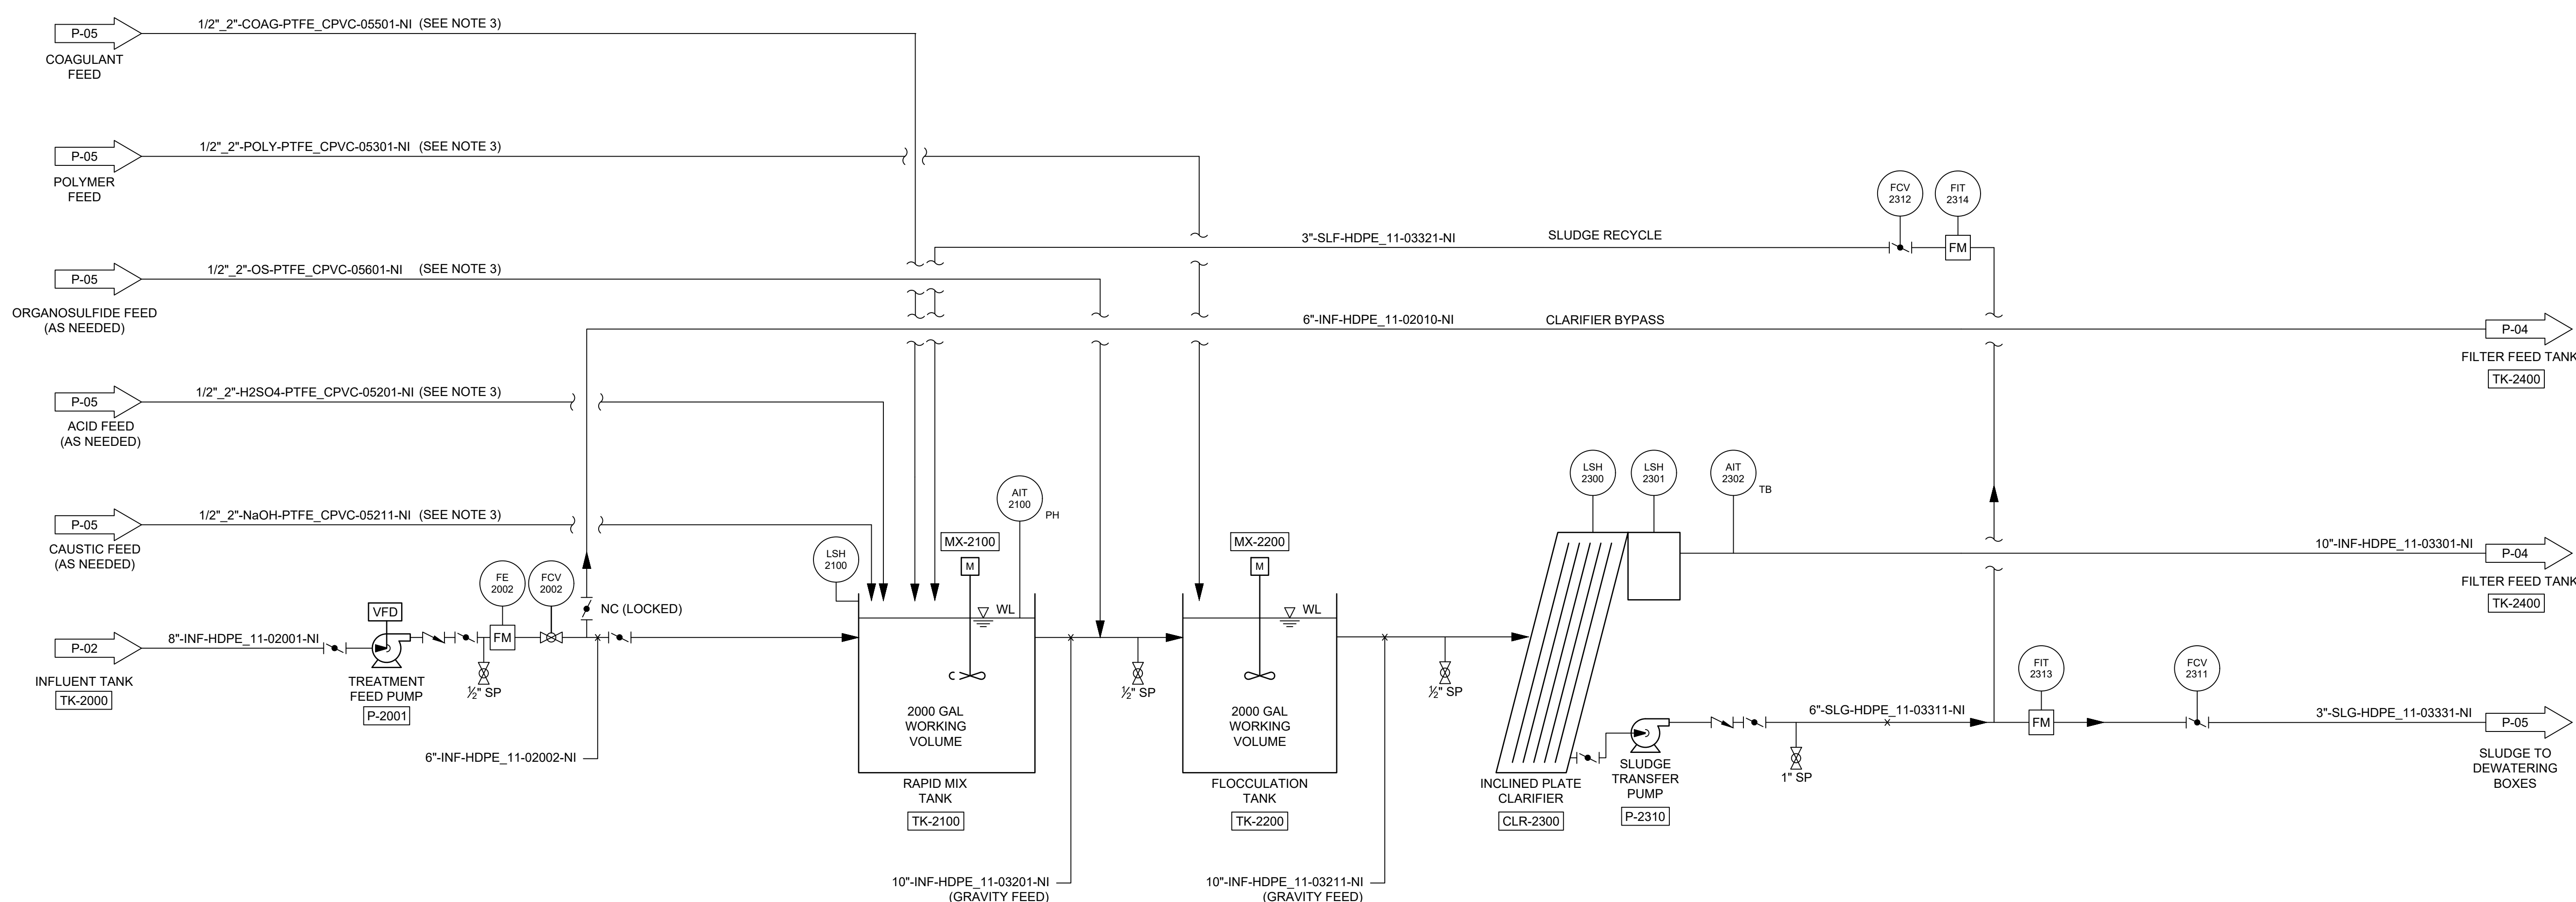 P-05
1/2"_2"-COAG-PTFE_CPVC-05501-NI (SEE NOTE 3)
COAGULANT
FEED
P-05
1/2"_2"-POLY-PTFE_CPVC-05301-NI (SEE NOTE 3)
POLYMER
FEED
FCV
2312
FIT
2314
FM
3"-SLF-HDPE_11-03321-NI
SLUDGE RECYCLE
P-05
1/2"_2"-OS-PTFE_CPVC-05601-NI (SEE NOTE 3)
ORGANOSULFIDE FEED
(AS NEEDED)
6"-INF-HDPE_11-02010-NI
CLARIFIER BYPASS
P-04
FILTER FEED TANK
TK-2400
P-05
1/2"_2"-H2SO4-PTFE_CPVC-05201-NI (SEE NOTE 3)
ACID FEED
(AS NEEDED)
P-05
1/2"_2"-NaOH-PTFE_CPVC-05211-NI (SEE NOTE 3)
CAUSTIC FEED
(AS NEEDED)
LSH
2100
AIT
2100
PH
MX-2100
M
WL
MX-2200
M
WL
LSH
2300
LSH
2301
AIT
2302
TB
10"-INF-HDPE_11-03301-NI
P-04
FILTER FEED TANK
TK-2400
P-02
8"-INF-HDPE_11-02001-NI
INFLUENT TANK
TK-2000
VFD
TREATMENT
FEED PUMP
P-2001
½" SP
FE
2002
FM
FCV
2002
NC (LOCKED)
6"-INF-HDPE_11-02002-NI
C
2000 GAL
WORKING
VOLUME
RAPID MIX
TANK
TK-2100
½" SP
10"-INF-HDPE_11-03201-NI
(GRAVITY FEED)
2000 GAL
WORKING
VOLUME
FLOCCULATION
TANK
TK-2200
½" SP
10"-INF-HDPE_11-03211-NI
(GRAVITY FEED)
INCLINED PLATE
CLARIFIER
CLR-2300
SLUDGE
TRANSFER
PUMP
P-2310
1" SP
6"-SLG-HDPE_11-03311-NI
FIT
2313
FM
FCV
2311
3"-SLG-HDPE_11-03331-NI
P-05
SLUDGE TO
DEWATERING
BOXES